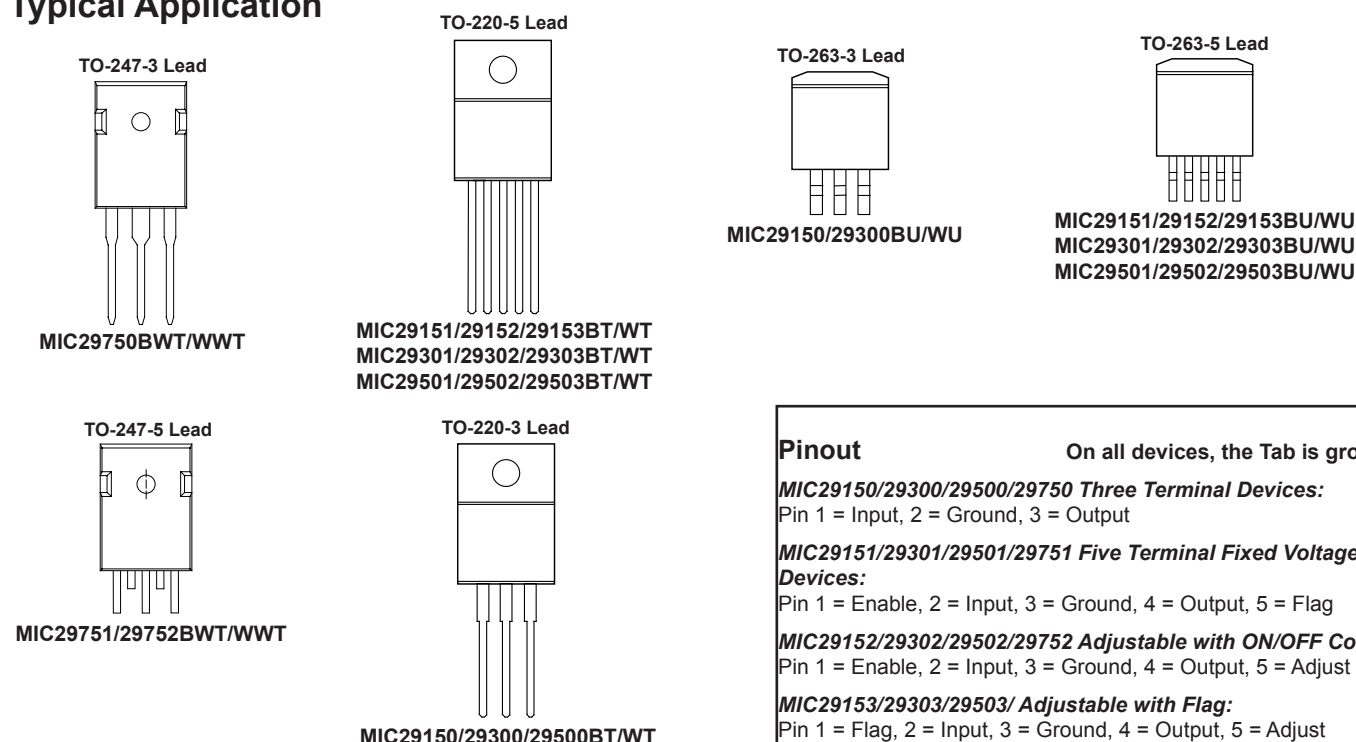 Typical Application
TO-247-3 Lead
MIC29750BWT/WWT
TO-220-5 Lead
MIC29151/29152/29153BT/WT
MIC29301/29302/29303BT/WT
MIC29501/29502/29503BT/WT
TO-263-3 Lead
MIC29150/29300BU/WU
TO-263-5 Lead
MIC29151/29152/29153BU/WU
MIC29301/29302/29303BU/WU
MIC29501/29502/29503BU/WU
TO-247-5 Lead
MIC29751/29752BWT/WWT
TO-220-3 Lead
MIC29150/29300/29500BT/WT
Pinout On all devices, the Tab is
MIC29150/29300/29500/29750 Three Terminal Devices:
Pin 1 = Input, 2 = Ground, 3 = Output
MIC29151/29301/29501/29751 Five Terminal Fixed Voltage
Devices:
Pin 1 = Enable, 2 = Input, 3 = Ground, 4 = Output, 5 = Flag
MIC29152/29302/29502/29752 Adjustable with ON/OFF
Pin 1 = Enable, 2 = Input, 3 = Ground, 4 = Output, 5 = Adjust
MIC29153/29303/29503/ Adjustable with Flag:
Pin 1 = Flag, 2 = Input, 3 = Ground, 4 = Output, 5 = Adjust